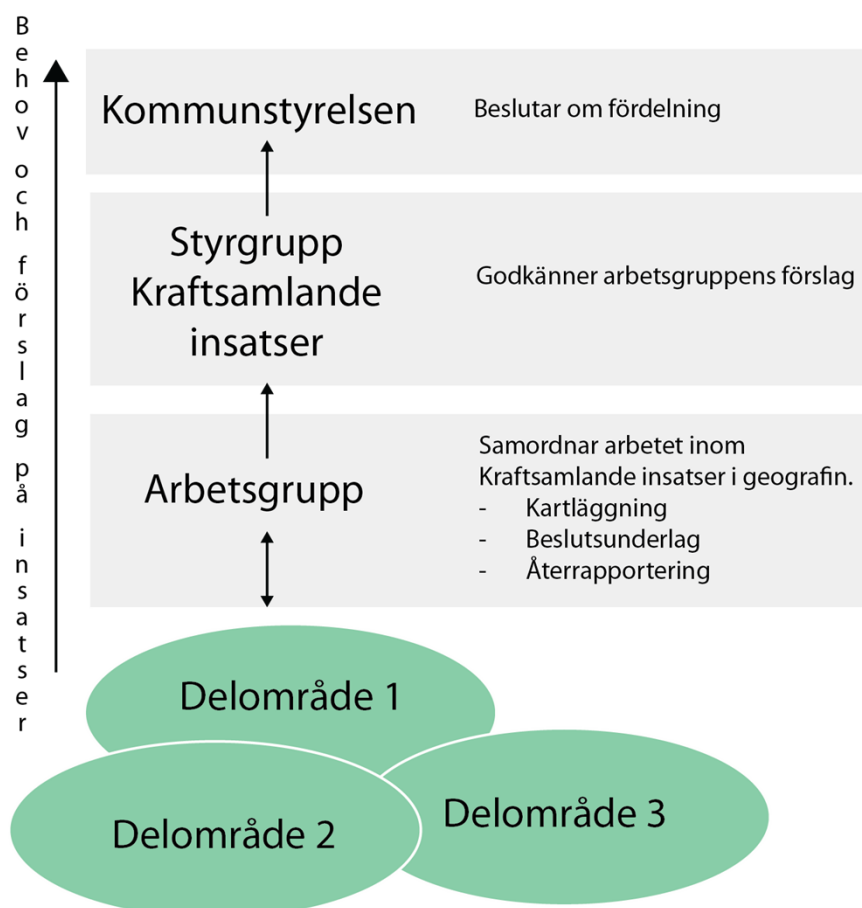 Behov och förslag på insatser
Kommunstyrelsen
Beslutar om fördelning
Styrgrupp
Kraftsamlande
insatser
Godkänner arbetsgruppens förslag
Arbetsgrupp
Samordnar arbetet inom
Kraftsamlande insatser i geografin.
- Kartläggning
- Beslutsunderlag
- Återrapportering
Delområde 1
Delområde 2
Delområde 3